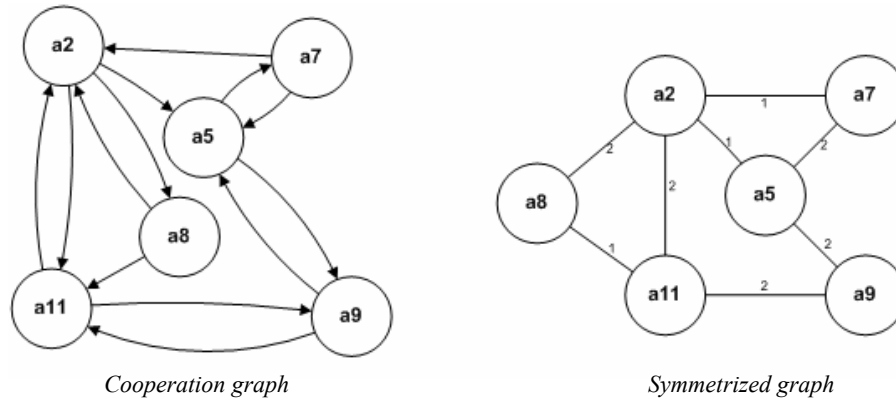 a2
a7
a5
a8
a11
a9
Cooperation graph
a2
a7
1
2
1
2
2
a8
a5
1
2
a11
2
a9
Symmetrized graph